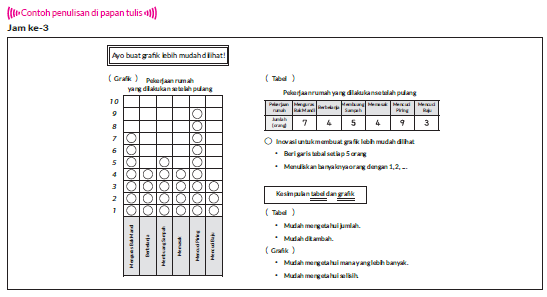 Contoh penulisan di papan tulis
Jam ke-3
Ayo buat grafik lebih mudah dilihat!
( Grafik )
Pekerjaan rumah
yang dilakukan setelah pulang
10
9
8
7
6
5
4
3
2
1
Menguras Bak Mandi
Berbelanja
Membuang Sampah
Memasak
Mencuci Piring
Mencuci Baju
( Tabel )
Pekerjaan rumah yang dilakukan setelah pulang
Pekerjaan rumah Menguras Bak Mandi Berbelanja Membuang Sampah Memasak Mencuci Piring Mencuci Baju
Jumlah (orang) 7 4 5 4 9 3
Inovasi untuk membuat grafik lebih mudah dilihat
• Beri garis tebal setiap 5 orang
• Menuliskan banyaknya orang dengan 1, 2, ....
Kesimpulan tabel dan grafik
( Tabel )
• Mudah mengetahui jumlah.
• Mudah ditambah.
( Grafik )
• Mudah mengetahui mana yang lebih banyak.
• Mudah mengetahui selisih.